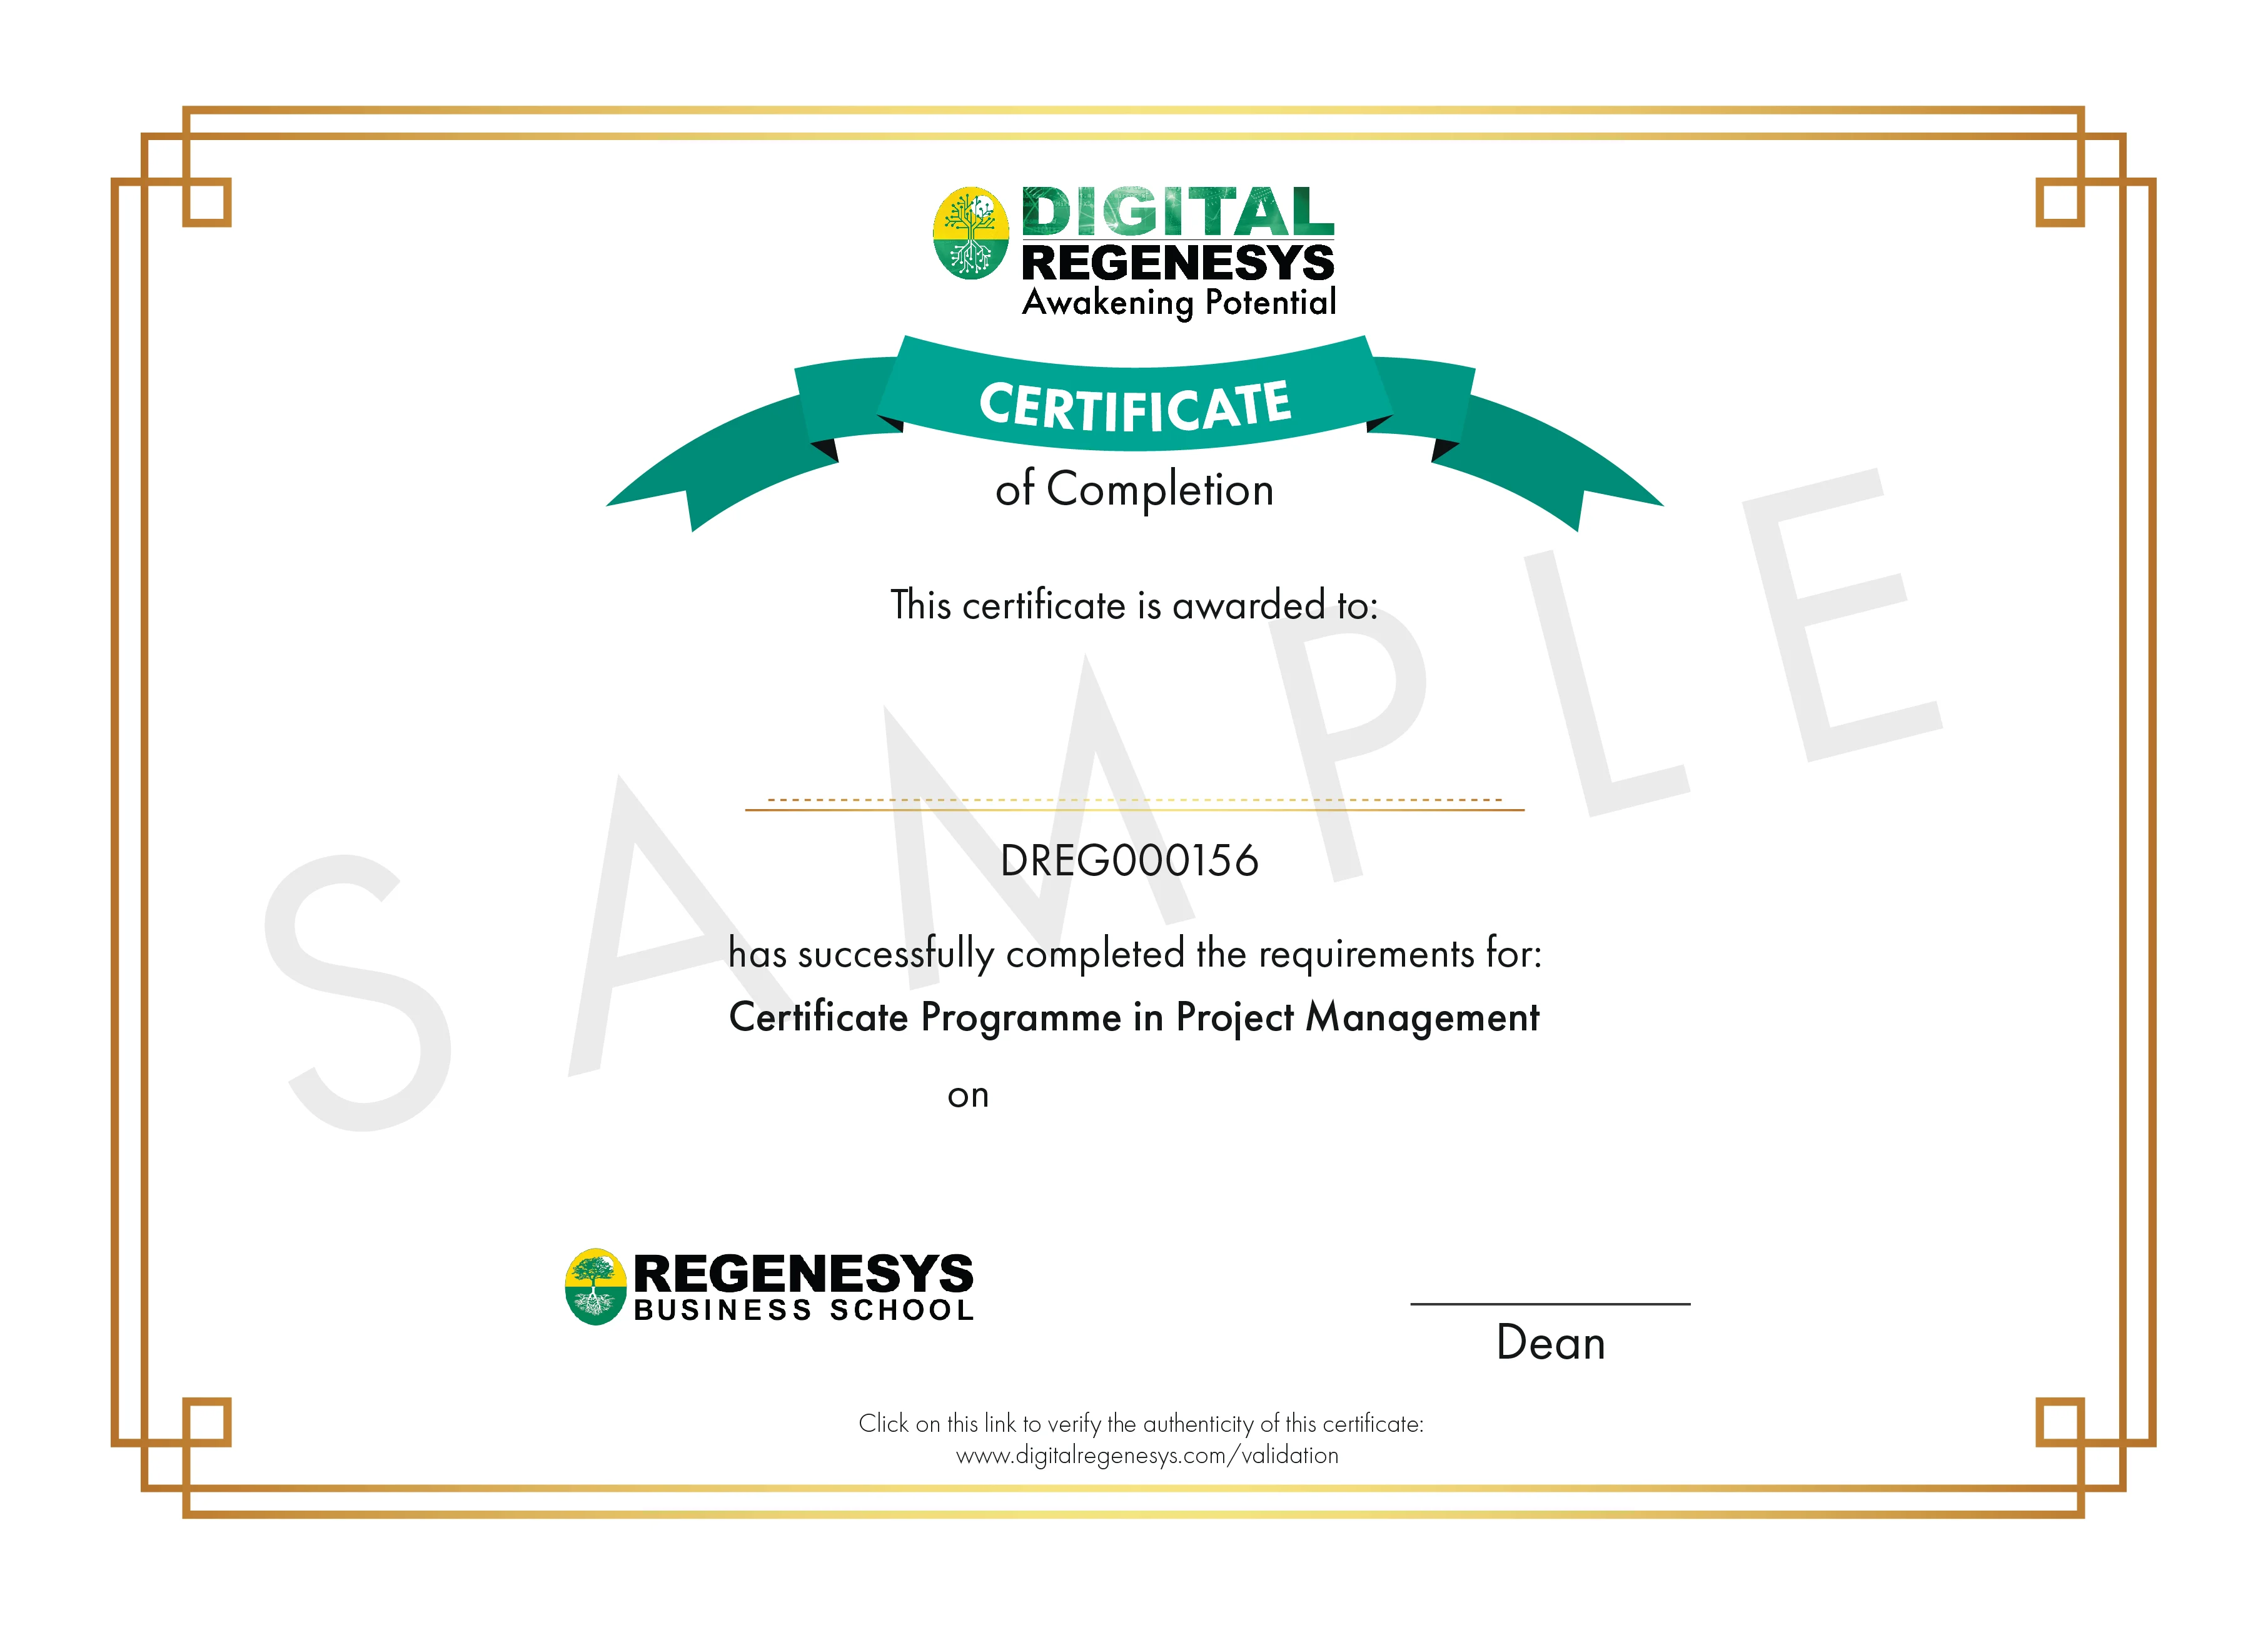 DIGITAL
REGENESYS
Awakening Potential
CERTIFICATE
of Completion
This certificate is awarded to:
SAMPLE
DREG000156
has successfully completed the requirements for:
Certificate Programme in Project Management
on
REGENESYS
BUSINESS SCHOOL
Dean
Click on this link to verify the authenticity of this certificate:
www.digitalregenesys.com/validation